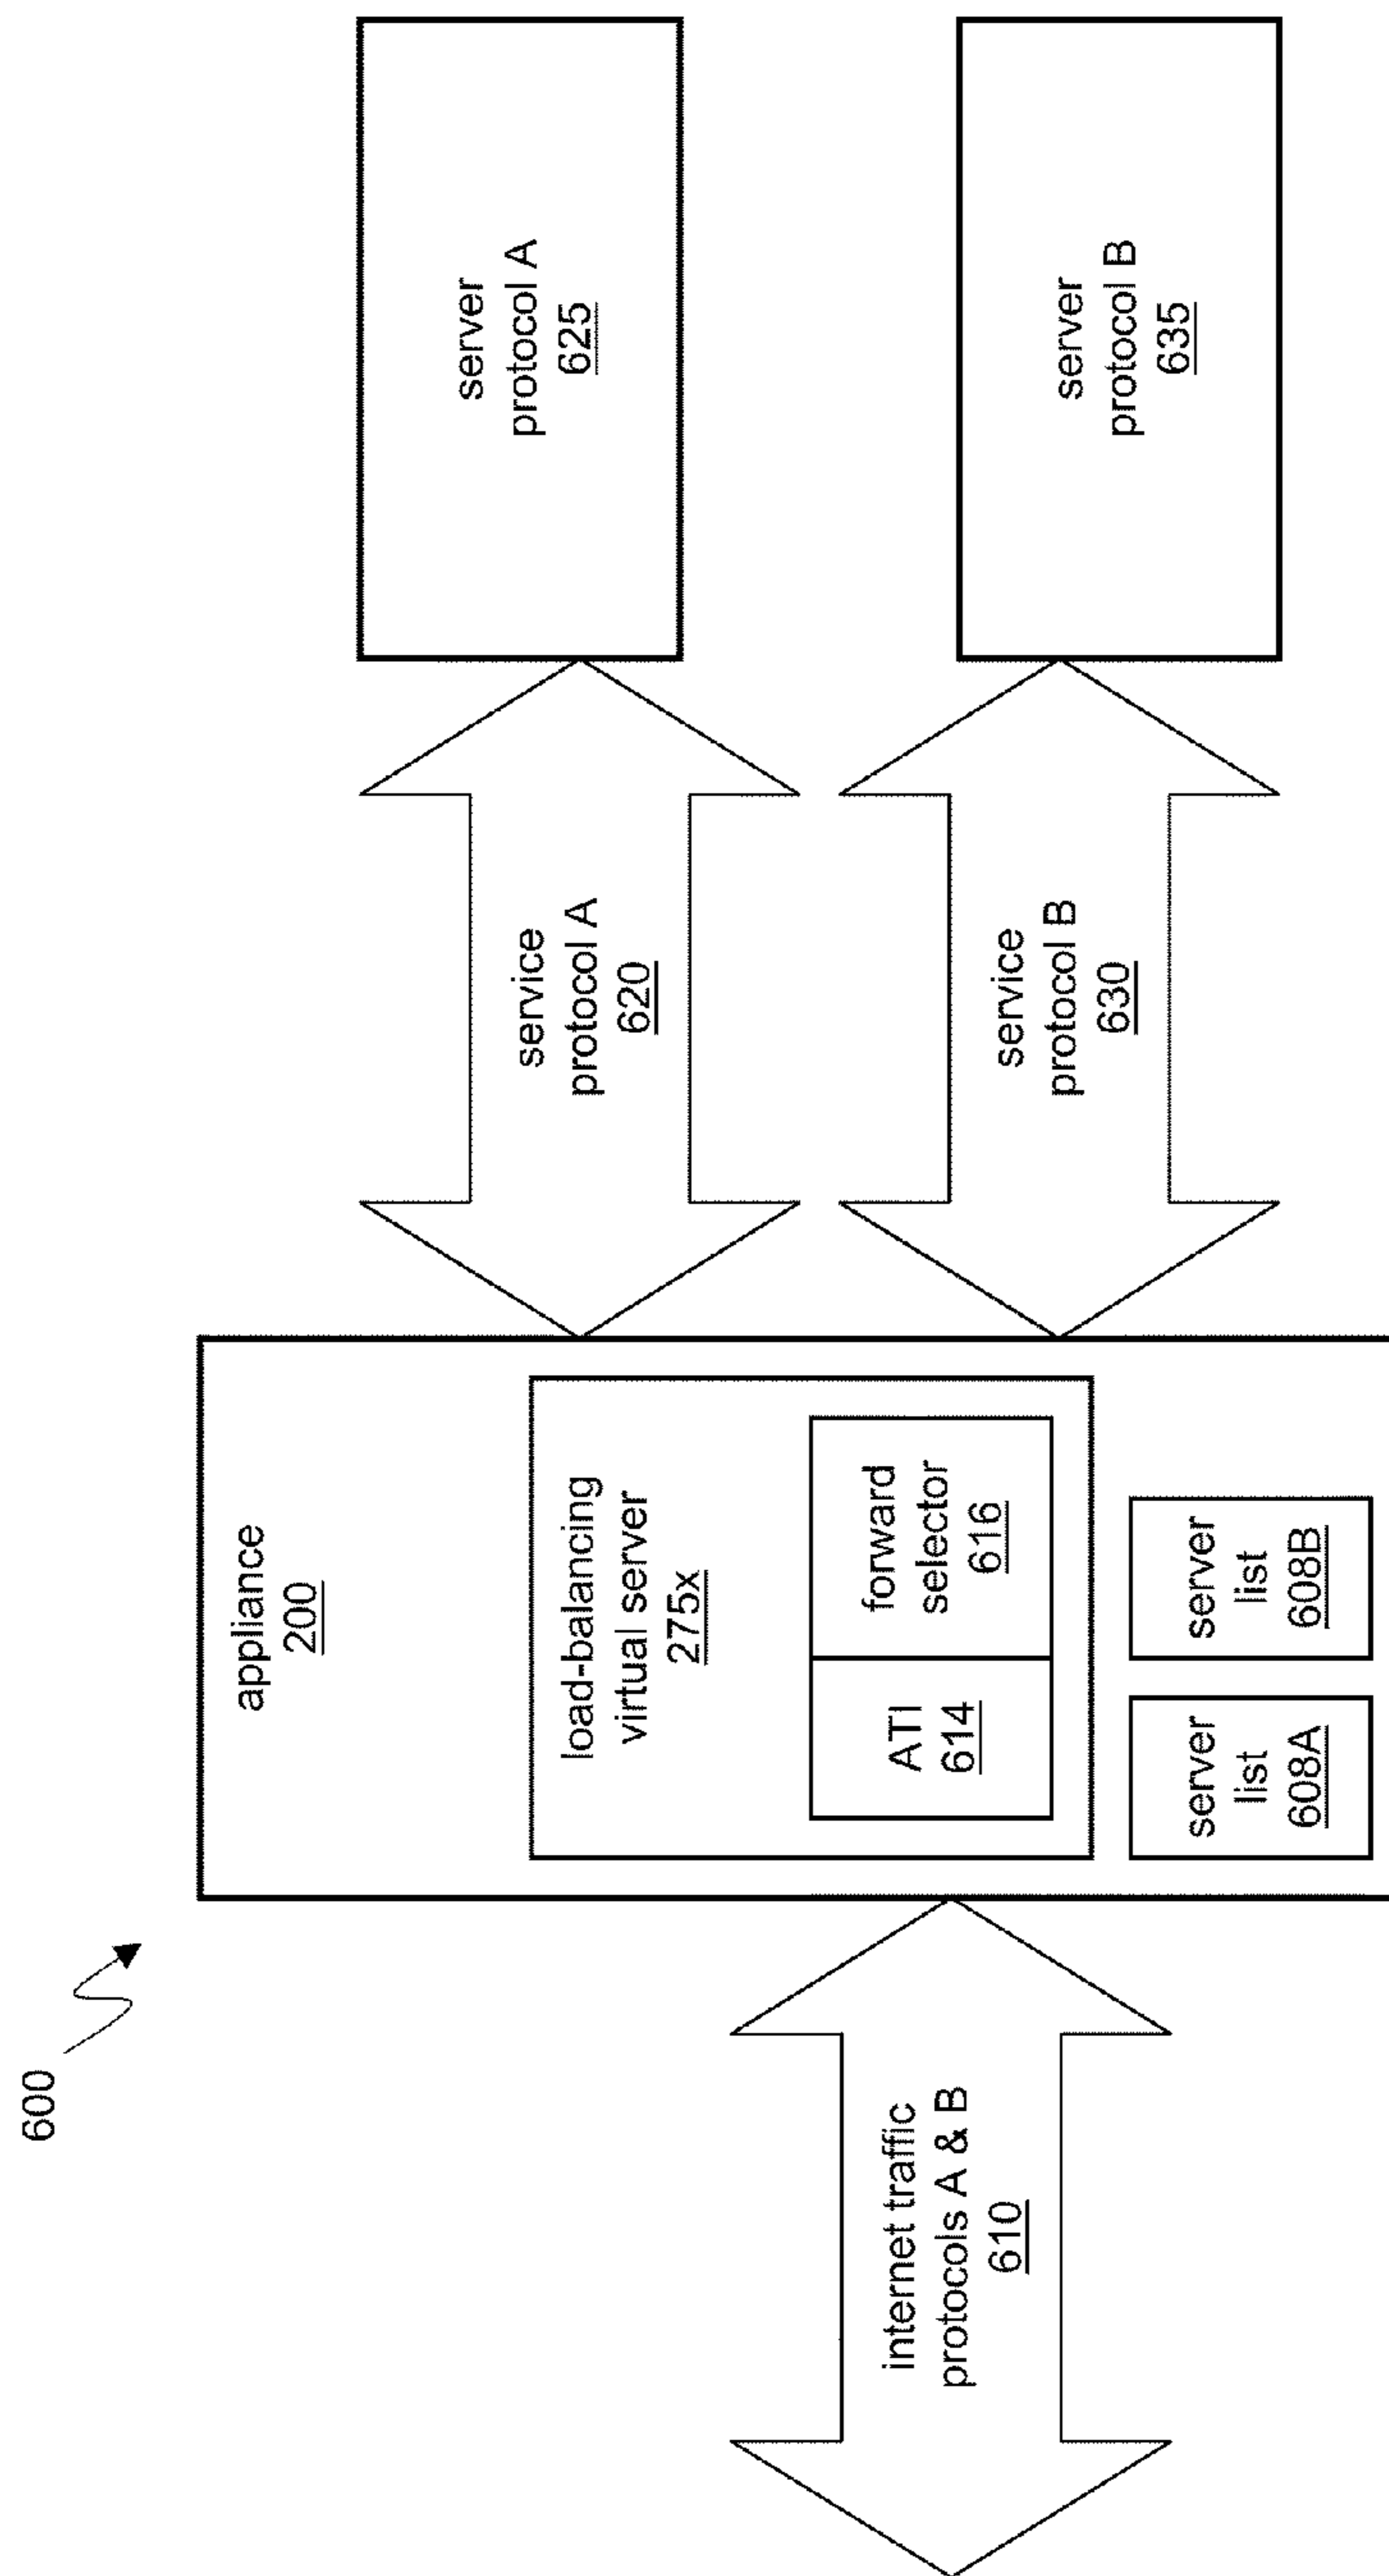 600
internet traffic
protocols A & B
610
appliance
200
load-balancing
virtual server
275x
ATI
614
forward
selector
616
server
list
608A
server
list
608B
service
protocol A
620
service
protocol B
630
server
protocol A
625
server
protocol B
635